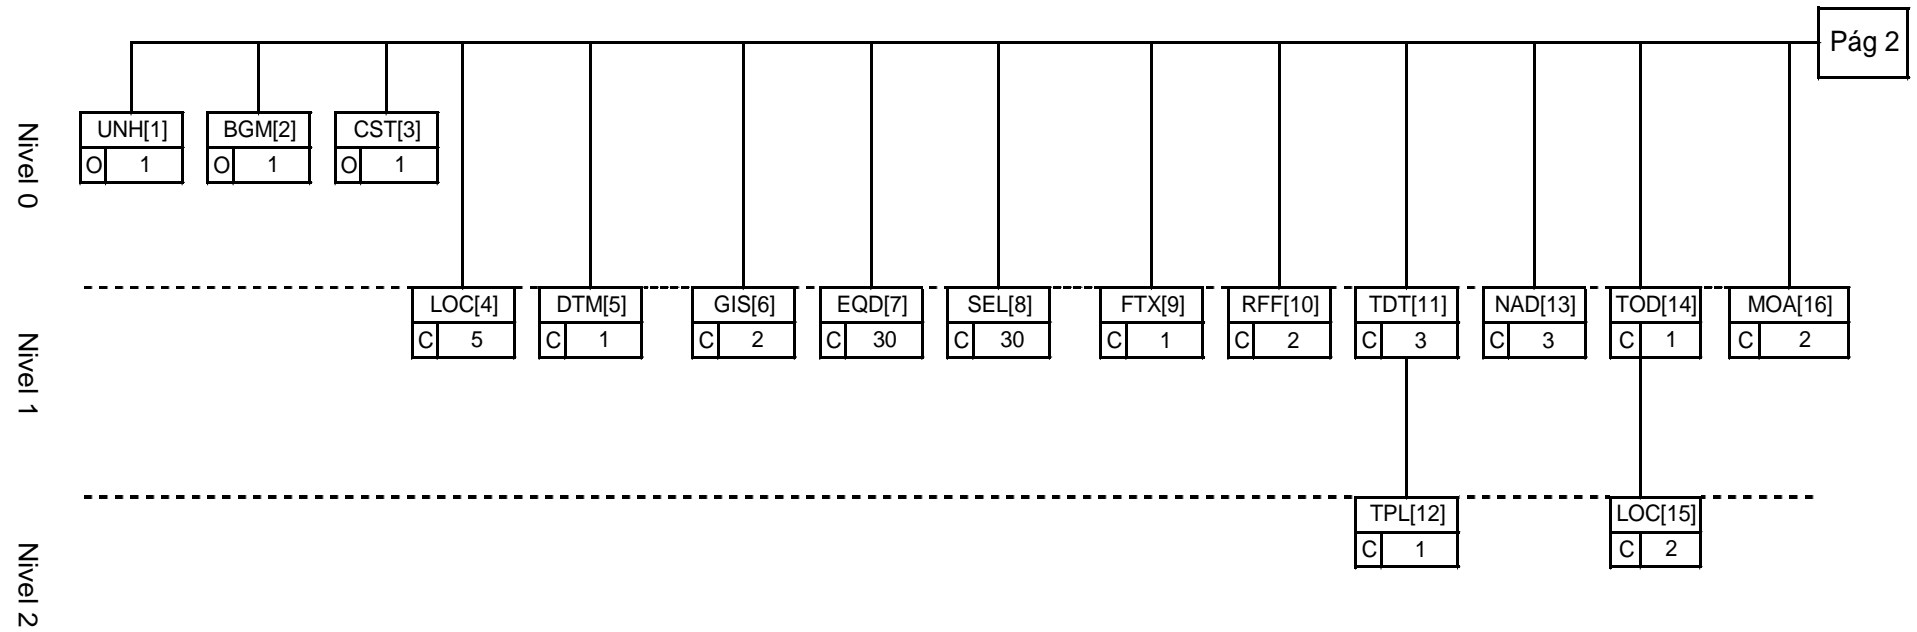 Pág 2
Nivel 0
UNH[1] BGM[2] CST[3]
O 1 O 1 O 1
Nivel 1
LOC[4] DTM[5] GIS[6] EQD[7] SEL[8] FTX[9] RFF[10] TDT[11] NAD[13] TOD[14] MOA[16]
C 5 C 1 C 2 C 30 C 30 C 1 C 2 C 3 C 3 C 1 C 2
Nivel 2
TPL[12] LOC[15]
C 1 C 2